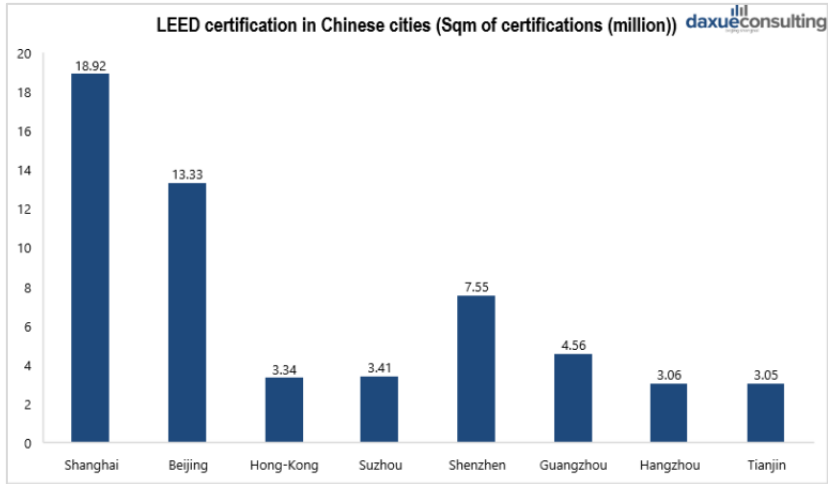 LEED certification in Chinese cities (Sqm of certifications (million))
daxueconsulting
20
18
16
14
12
10
8
6
4
2
0
18.92
13.33
3.34
3.41
7.55
4.56
3.06
3.05
Shanghai
Beijing
Hong-Kong
Suzhou
Shenzhen
Guangzhou
Hangzhou
Tianjin